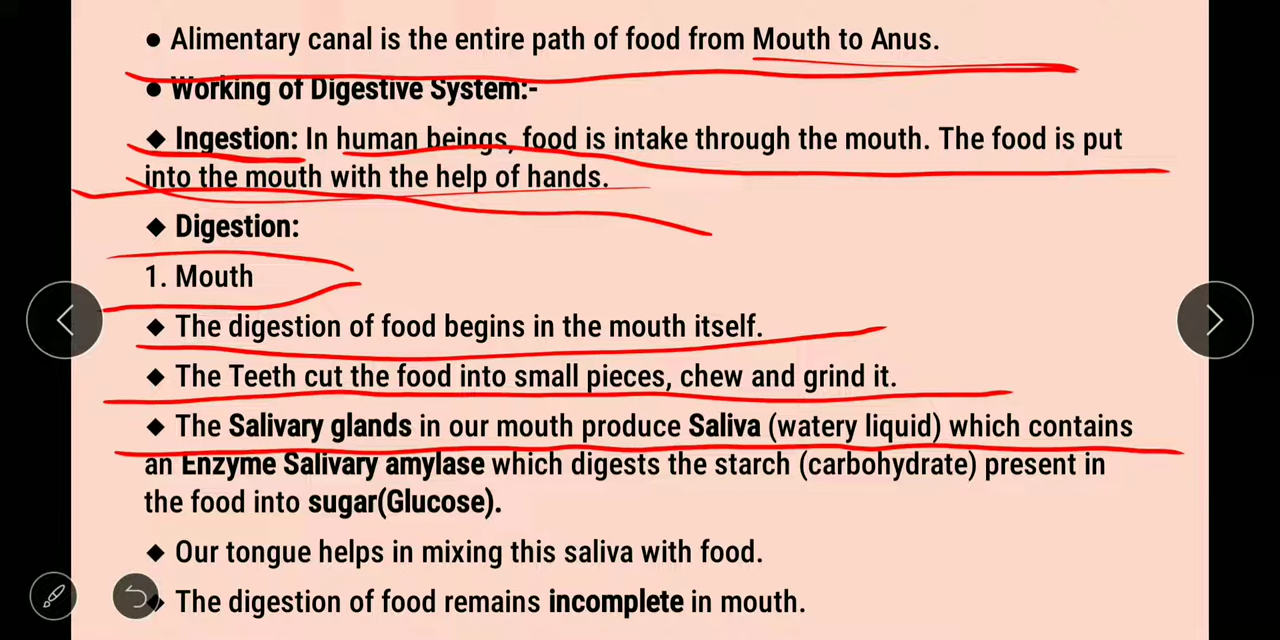 ● Alimentary canal is the entire path of food from Mouth to Anus.
● Working of Digestive System:-
◆ Ingestion: In human beings, food is intake through the mouth. The food is put
into the mouth with the help of hands.
◆ Digestion:
1. Mouth
◆ The digestion of food begins in the mouth itself.
◆ The Teeth cut the food into small pieces, chew and grind it.
◆ The Salivary glands in our mouth produce Saliva (watery liquid) which contains
an Enzyme Salivary amylase which digests the starch (carbohydrate) present in
the food into sugar(Glucose).
◆ Our tongue helps in mixing this saliva with food.
◆ The digestion of food remains incomplete in mouth.